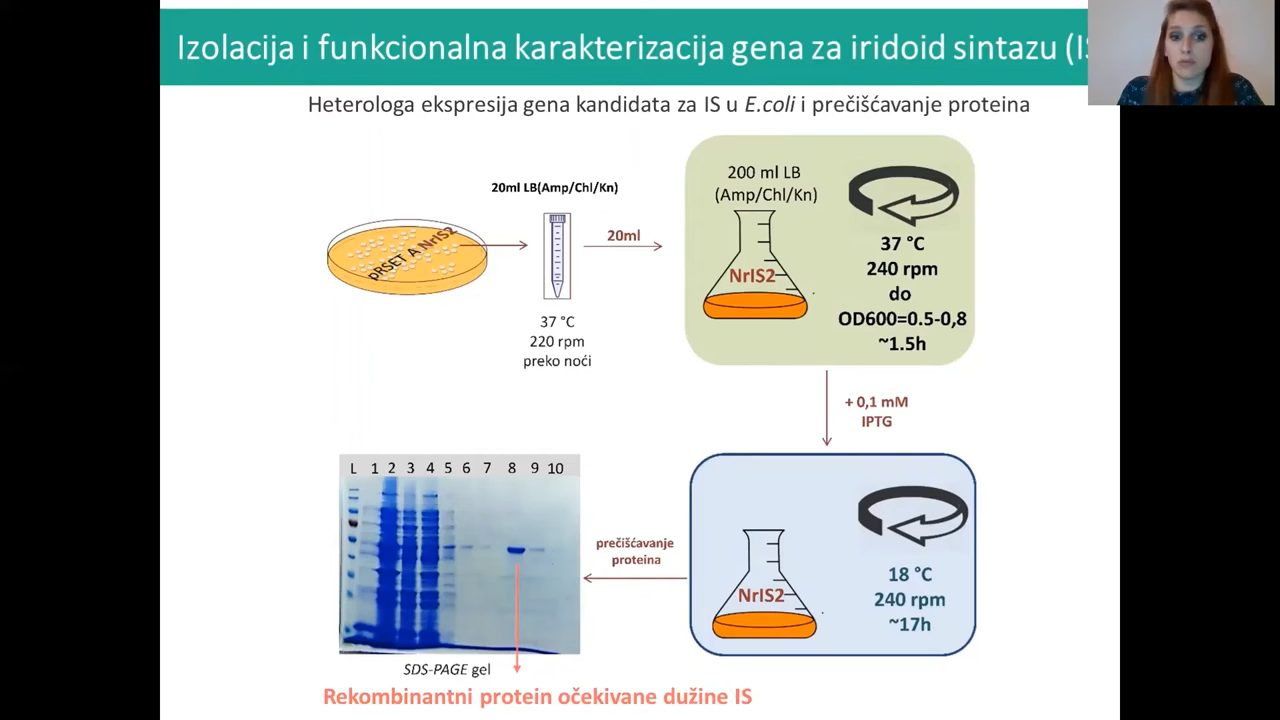 Izolacija i funkcionalna karakterizacija gena za iridoid sintazu (IS
Heterologa ekspresija gena kandidata za IS u E.coli i prečišćavanje proteina
20ml LB(Amp/Chl/Kn)
pRSET A NrIS2
37 °C
220 rpm
preko noći
20ml
200 ml LB
(Amp/Chl/Kn)
NrIS2
37 °C
240 rpm
do
OD600=0.5-0,8
~1.5h
+ 0,1 mM
IPTG
NrIS2
18 °C
240 rpm
~17h
prečišćavanje
proteina
L 1 2 3 4 5 6 7 8 9 10
SDS-PAGE gel
Rekombinantni protein očekivane dužine IS